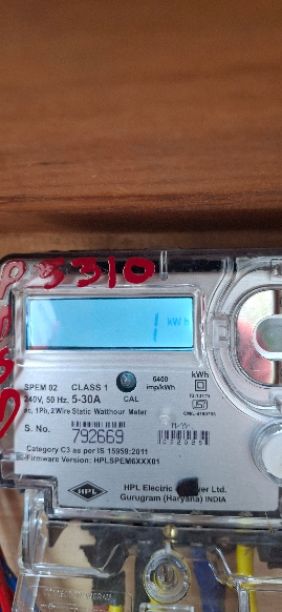 5310
1 kWh
SPEM 02 CLASS 1
240V, 50 Hz. 5-30A CAL
6400 imp/kWh
kWh
ac, 1Ph, 2Wire Static Watthour Meter
S. No. 792669
Category C3 as per IS 15959:2011
Firmware Version: HPLSPEM6XXX01
HPL
HPL Electric Power Ltd.
Gurugram (Haryana) INDIA